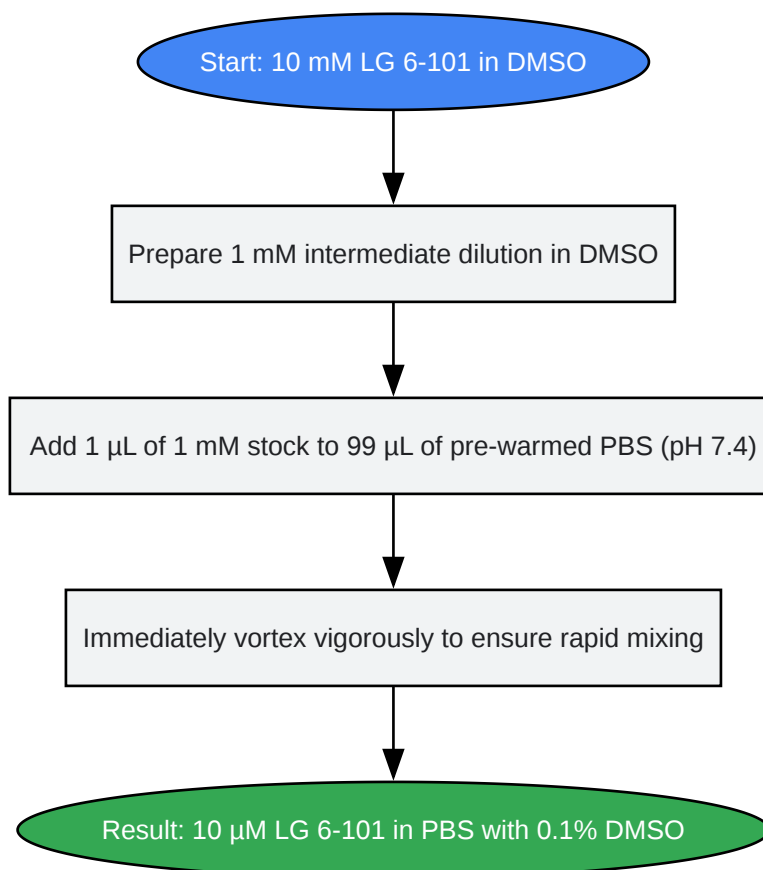 Start: 10 mM LG 6-101 in DMSO
Prepare 1 mM intermediate dilution in DMSO
Add 1 µL of 1 mM stock to 99 µL of pre-warmed PBS (pH 7.4)
Immediately vortex vigorously to ensure rapid mixing
Result: 10 µM LG 6-101 in PBS with 0.1% DMSO